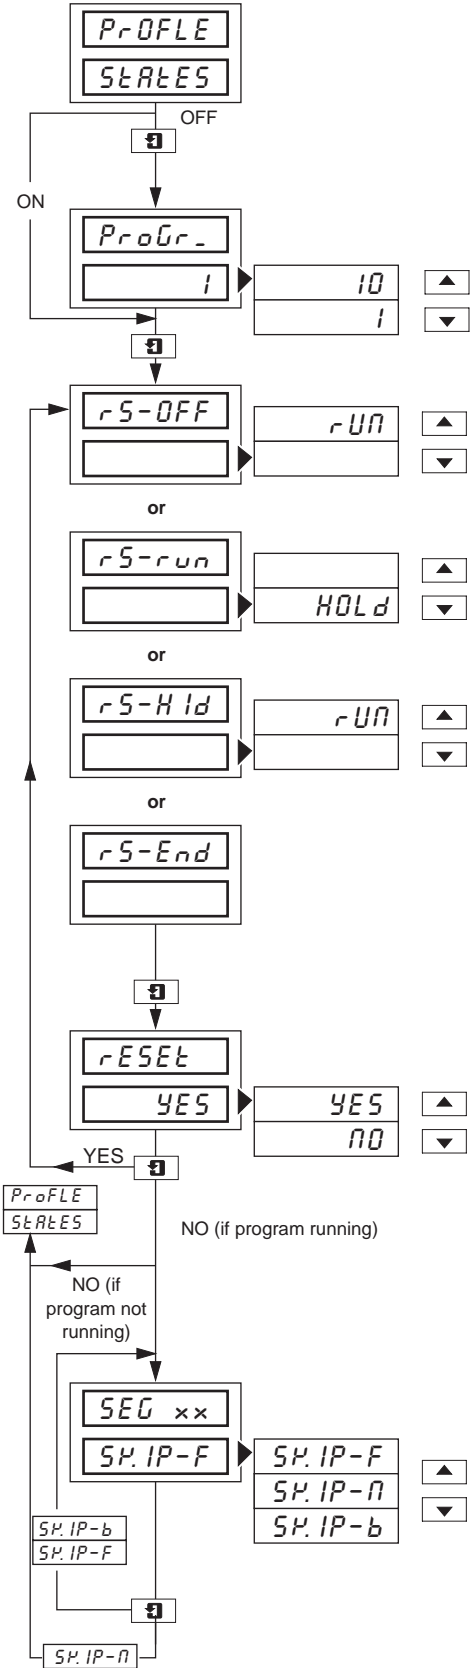 PrOFLE
StAtES
OFF
ON
ProGr_
1
10
1
rS-OFF
rUN
or
rS-run
HOLd
or
rS-Hld
rUN
or
rS-End
rESEt
YES
YES
NO
YES
ProFLE
StAtES
NO (if program running)
NO (if
program not
running)
SEG xx
SK.IP-F
SK.IP-F
SK.IP-N
SK.IP-b
SK.IP-b
SK.IP-F
SK.IP-N